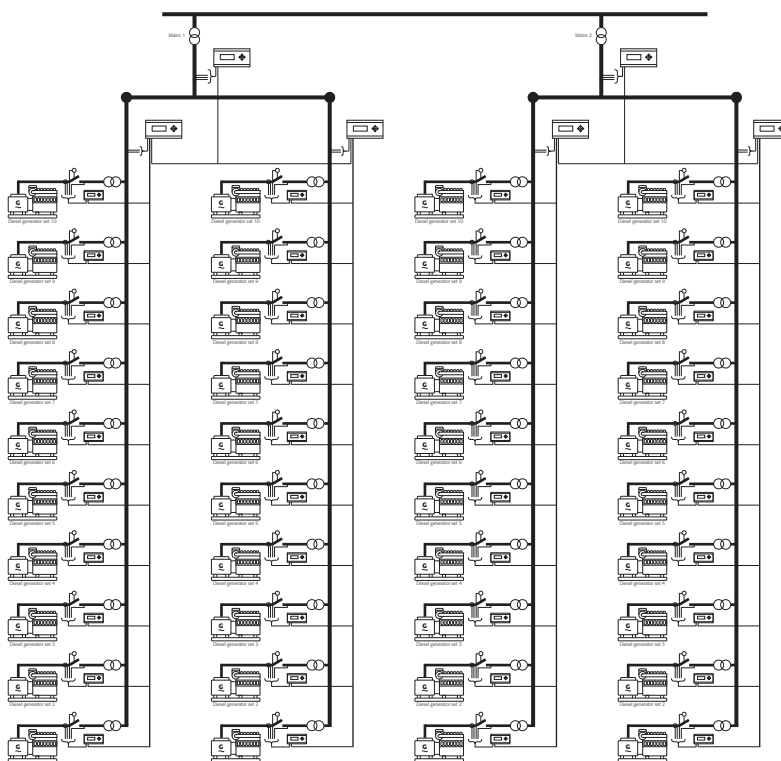 Mains 1
Mains 2
Diesel generator set 10
Diesel generator set 10
Diesel generator set 10
Diesel generator set 10
Diesel generator set 9
Diesel generator set 9
Diesel generator set 9
Diesel generator set 9
Diesel generator set 8
Diesel generator set 8
Diesel generator set 8
Diesel generator set 8
Diesel generator set 7
Diesel generator set 7
Diesel generator set 7
Diesel generator set 7
Diesel generator set 6
Diesel generator set 6
Diesel generator set 6
Diesel generator set 6
Diesel generator set 5
Diesel generator set 5
Diesel generator set 5
Diesel generator set 5
Diesel generator set 4
Diesel generator set 4
Diesel generator set 4
Diesel generator set 4
Diesel generator set 3
Diesel generator set 3
Diesel generator set 3
Diesel generator set 3
Diesel generator set 2
Diesel generator set 2
Diesel generator set 2
Diesel generator set 2